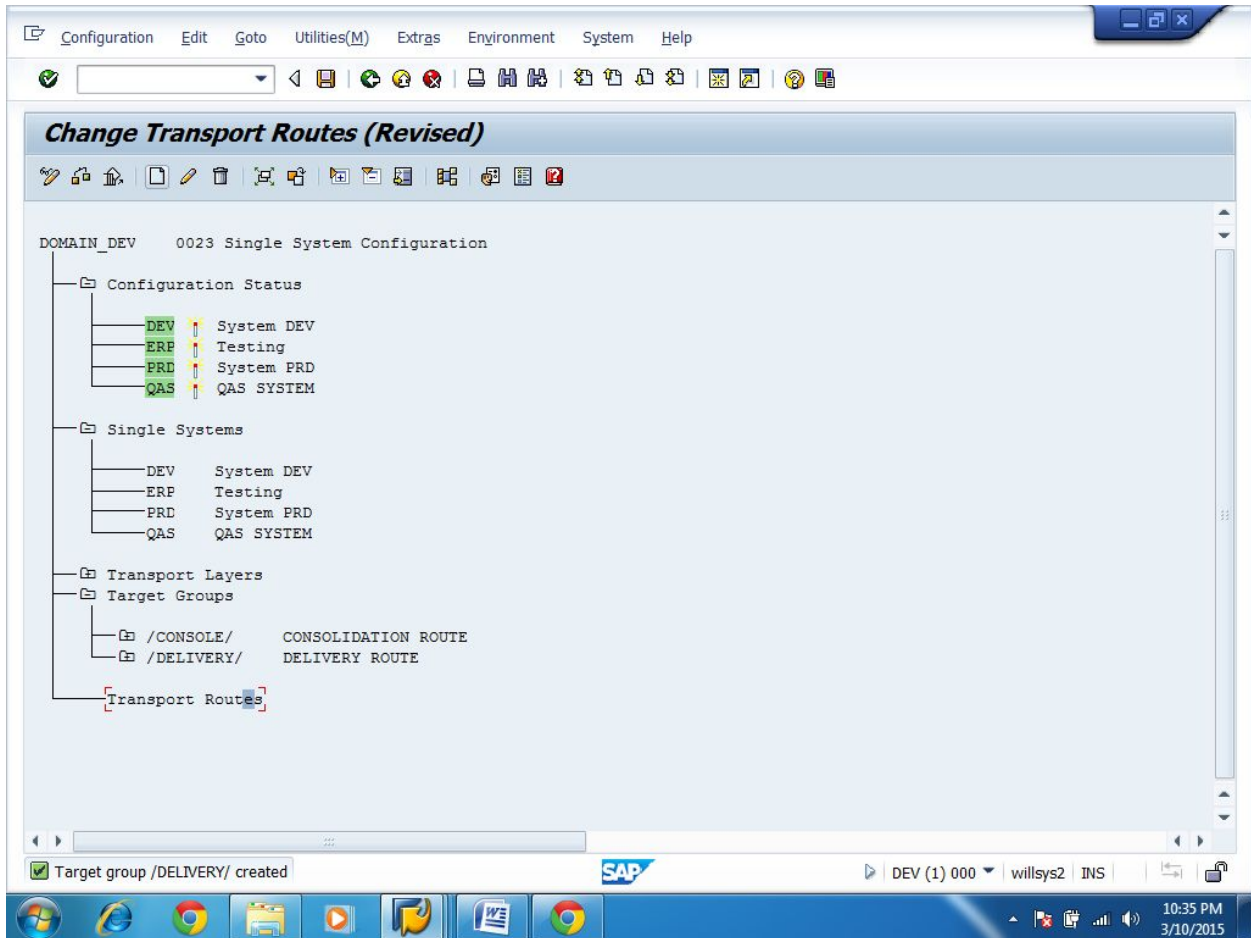 Configuration Edit Goto Utilities(M) Extras Environment System Help
Change Transport Routes (Revised)
DOMAIN_DEV 0023 Single System Configuration
Configuration Status
DEV System DEV
ERP Testing
PRD System PRD
QAS QAS SYSTEM
Single Systems
DEV System DEV
ERP Testing
PRD System PRD
QAS QAS SYSTEM
Transport Layers
Target Groups
/CONSOLE/ CONSOLIDATION ROUTE
/DELIVERY/ DELIVERY ROUTE
Transport Routes
Target group /DELIVERY/ created
SAP
DEV (1) 000 willsys2 INS
10:35 PM
3/10/2015